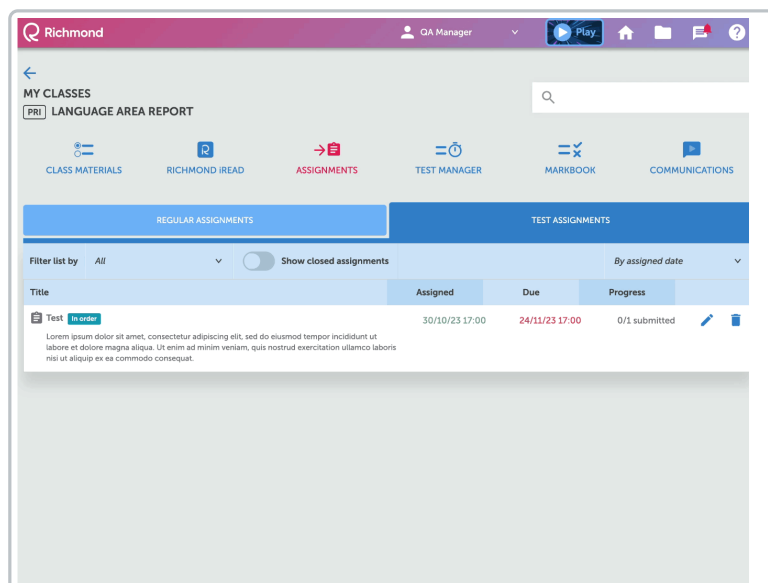 Richmond
QA Manager
Play
MY CLASSES
PRI LANGUAGE AREA REPORT
CLASS MATERIALS
RICHMOND iREAD
ASSIGNMENTS
TEST MANAGER
MARKBOOK
COMMUNICATIONS
REGULAR ASSIGNMENTS
TEST ASSIGNMENTS
Filter list by All Show closed assignments By assigned date
Title Assigned Due Progress
Test In order 30/10/23 17:00 24/11/23 17:00 0/1 submitted
Lorem ipsum dolor sit amet, consectetur adipiscing elit, sed do eiusmod tempor incididunt ut
labore et dolore magna aliqua. Ut enim ad minim veniam, quis nostrud exercitation ullamco laboris
nisi ut aliquip ex ea commodo consequat.